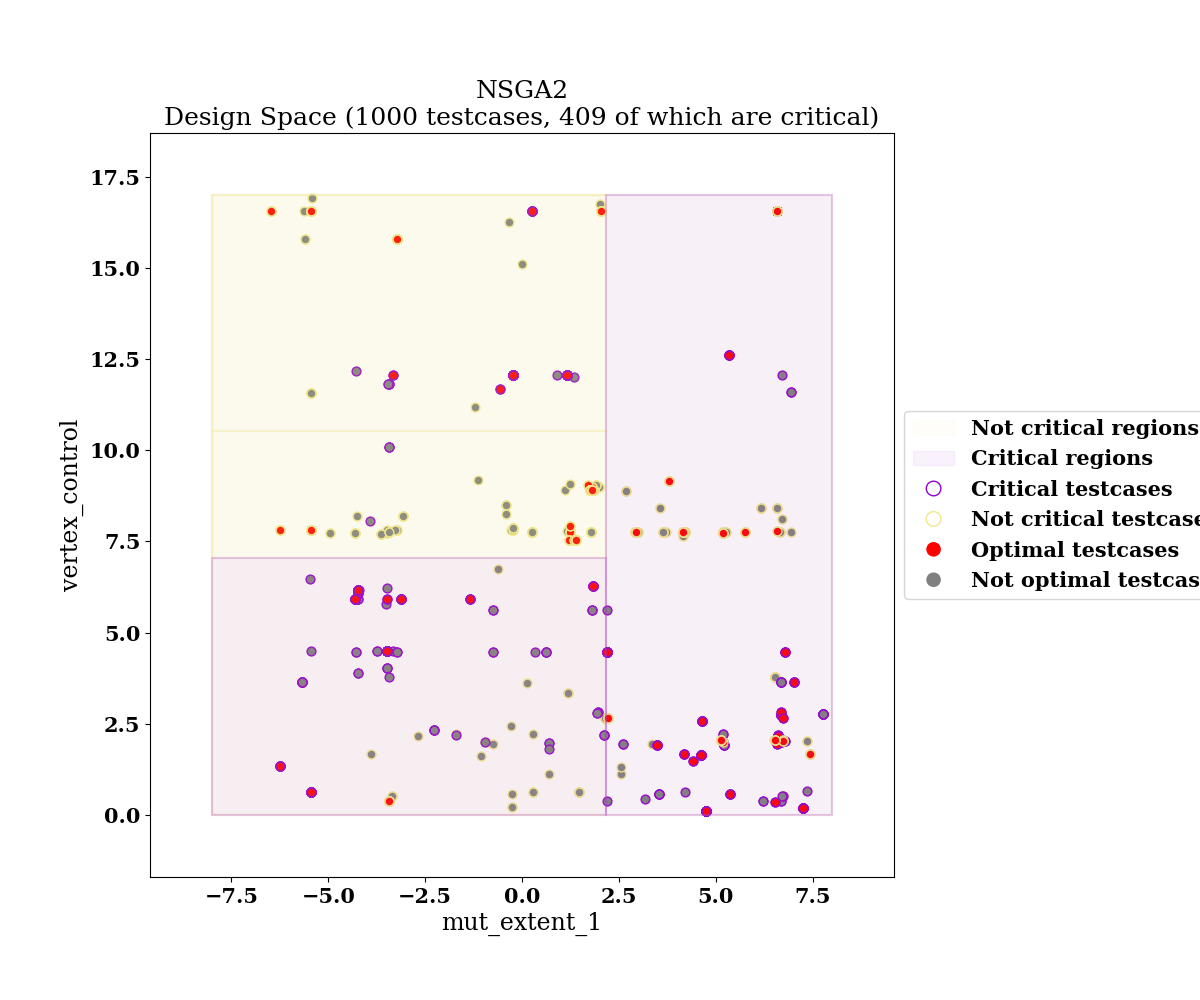 NSGA2
Design Space (1000 testcases, 409 of which are critical)
17.5
15.0
12.5
10.0
7.5
5.0
2.5
0.0
vertex_control
−7.5
−5.0
−2.5
0.0
2.5
5.0
7.5
mut_extent_1
Not critical regions
Critical regions
Critical testcases
Not critical testcase
Optimal testcases
Not optimal testcas